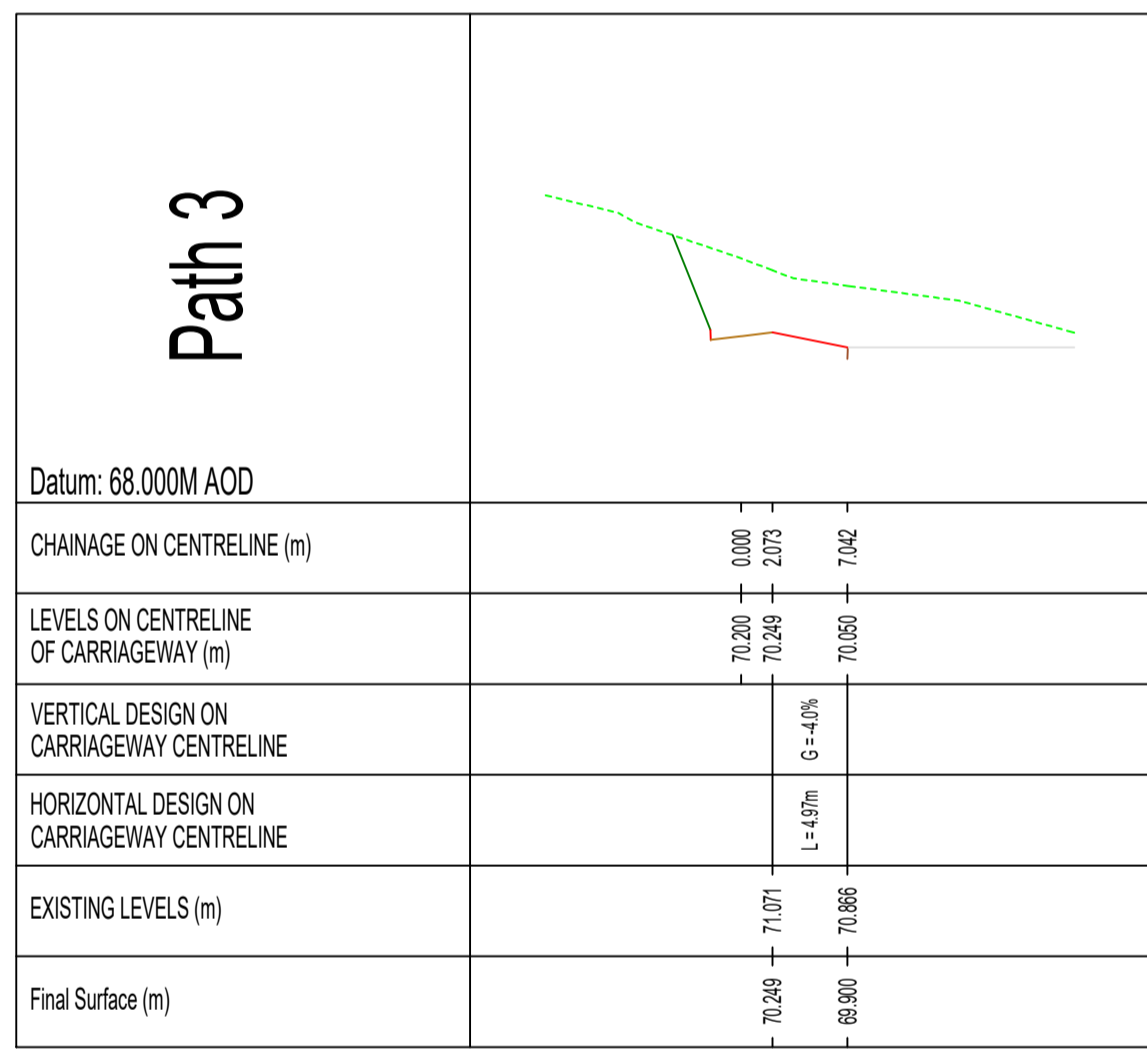 Path 3
Datum: 68.000M AOD
CHAINAGE ON CENTRELINE (m)
0.000
2.073
7.042
LEVELS ON CENTRELINE
OF CARRIAGEWAY (m)
70.200
70.249
70.050
VERTICAL DESIGN ON
CARRIAGEWAY CENTRELINE
G = -4.0%
HORIZONTAL DESIGN ON
CARRIAGEWAY CENTRELINE
L = 4.97m
EXISTING LEVELS (m)
71.071
70.866
Final Surface (m)
70.249
69.900